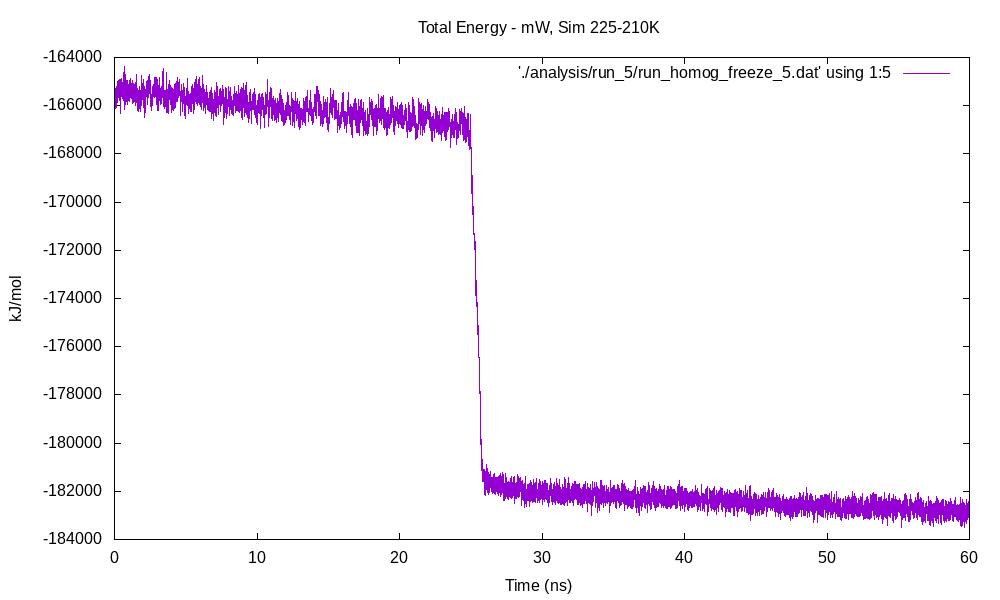 Total Energy - mW, Sim 225-210K
'./analysis/run_5/run_homog_freeze_5.dat' using 1:5
-164000
-166000
-168000
-170000
-172000
-174000
-176000
-178000
-180000
-182000
-184000
kJ/mol
0 10 20 30 40 50 60
Time (ns)